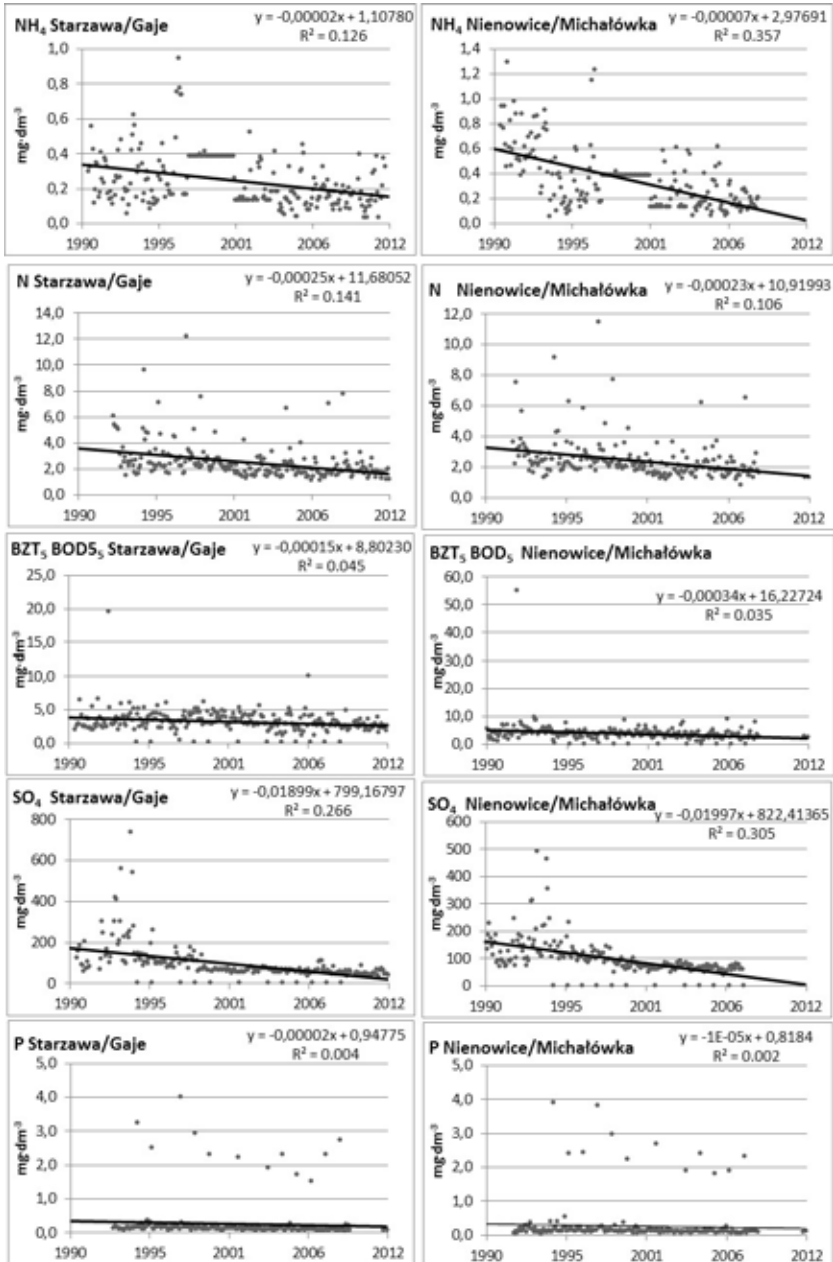 NH₄ Starzawa/Gaje
y = -0,00002x + 1,10780
R² = 0.126
mg·dm⁻³
1,0
0,8
0,6
0,4
0,2
0,0
1990 1995 2001 2006 2012
NH₄ Nienowice/Michałówka
y = -0,00007x + 2,97691
R² = 0.357
mg·dm⁻³
1,4
1,2
1,0
0,8
0,6
0,4
0,2
0,0
1990 1995 2001 2006 2012
N Starzawa/Gaje
y = -0,00025x + 11,68052
R² = 0.141
mg·dm⁻³
14,0
12,0
10,0
8,0
6,0
4,0
2,0
0,0
1990 1995 2001 2006 2012
N Nienowice/Michałówka
y = -0,00023x + 10,91993
R² = 0.106
mg·dm⁻³
12,0
10,0
8,0
6,0
4,0
2,0
0,0
1990 1995 2001 2006 2012
BZT₅ BOD5₅ Starzawa/Gaje
y = -0,00015x + 8,80230
R² = 0.045
mg·dm⁻³
25,0
20,0
15,0
10,0
5,0
0,0
1990 1995 2001 2006 2012
BZT₅ BOD₅ Nienowice/Michałówka
y = -0,00034x + 16,22724
R² = 0.035
mg·dm⁻³
60,0
50,0
40,0
30,0
20,0
10,0
0,0
1990 1995 2001 2006 2012
SO₄ Starzawa/Gaje
y = -0,01899x + 799,16797
R² = 0.266
mg·dm⁻³
800
600
400
200
0
1990 1995 2001 2006 2012
SO₄ Nienowice/Michałówka
y = -0,01997x + 822,41365
R² = 0.305
mg·dm⁻³
600
500
400
300
200
100
0
1990 1995 2001 2006 2012
P Starzawa/Gaje
y = -0,00002x + 0,94775
R² = 0.004
mg·dm⁻³
5,0
4,0
3,0
2,0
1,0
0,0
1990 1995 2001 2006 2012
P Nienowice/Michałówka
y = -1E-05x + 0,8184
R² = 0.002
mg·dm⁻³
5,0
4,0
3,0
2,0
1,0
0,0
1990 1995 2001 2006 2012